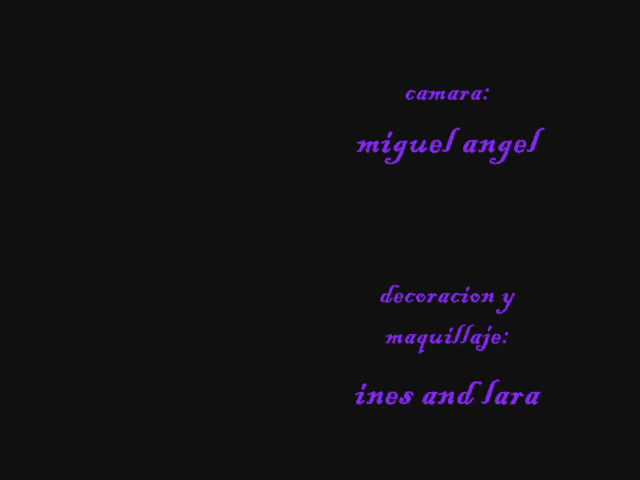 camara:
miguel angel
decoracion y
maquillaje:
ines and lara